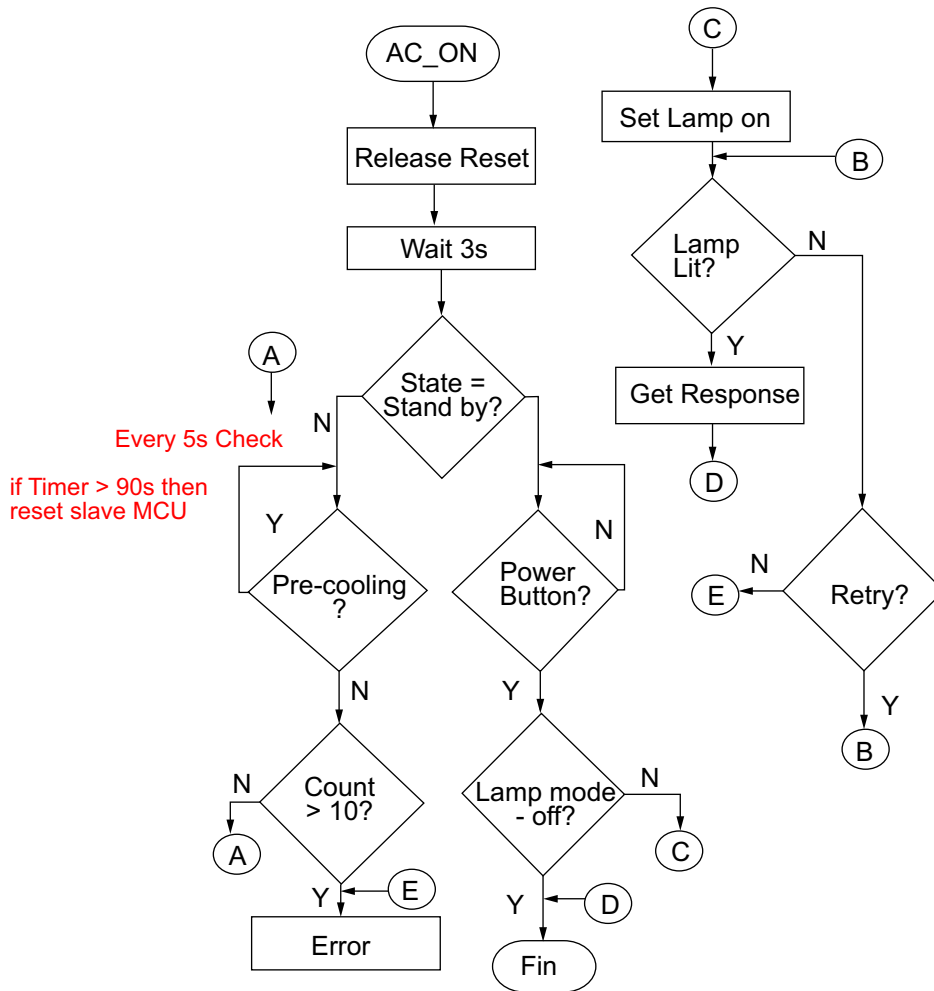 AC_ON
Release Reset
Wait 3s
State =
Stand by?
N
A
Every 5s Check
if Timer > 90s then
reset slave MCU
Y
Pre-cooling
?
N
Count
> 10?
N
A
Y
E
Error
N
Power
Button?
Y
Lamp mode
- off?
N
C
Y
D
Fin
C
Set Lamp on
B
Lamp
Lit?
N
Y
Get Response
D
Retry?
N
E
Y
B